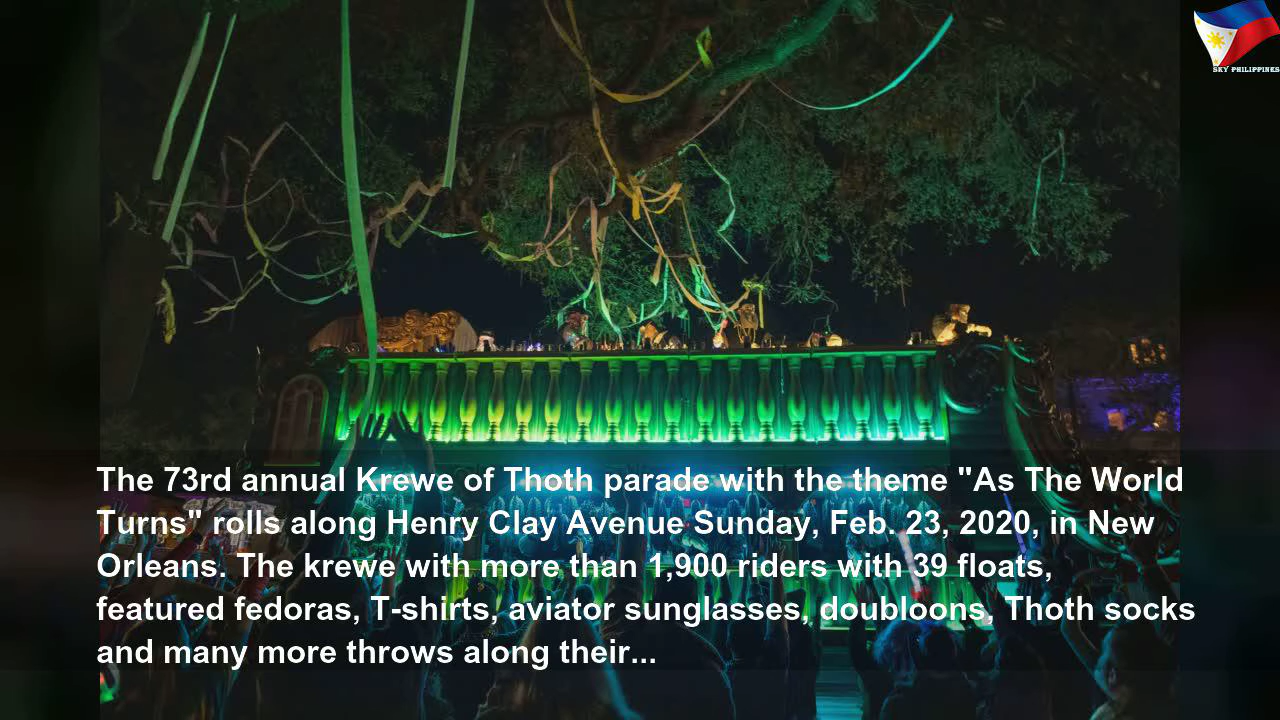 SKY PHILIPPINES
The 73rd annual Krewe of Thoth parade with the theme "As The World
Turns" rolls along Henry Clay Avenue Sunday, Feb. 23, 2020, in New
Orleans. The krewe with more than 1,900 riders with 39 floats,
featured fedoras, T-shirts, aviator sunglasses, doubloons, Thoth socks
and many more throws along their...